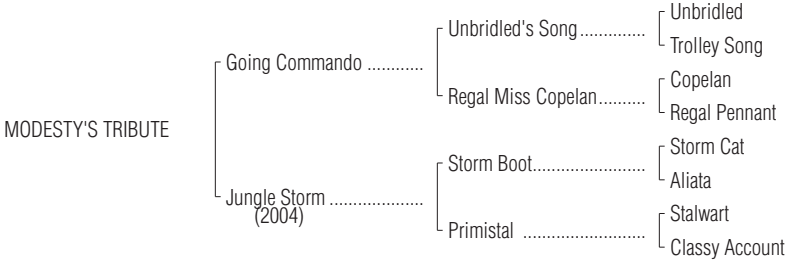 Unbridled
Unbridled's Song..............
Trolley Song
Going Commando ............
Copelan
Regal Miss Copelan..........
Regal Pennant
MODESTY'S TRIBUTE
Storm Cat
Storm Boot........................
Aliata
Jungle Storm ....................
(2004)
Stalwart
Primistal ..........................
Classy Account